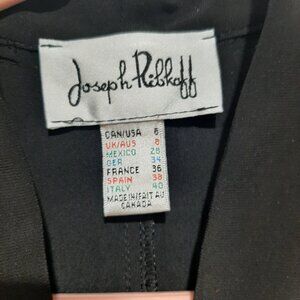 Joseph Ribkoff
CAN/USA 6
UK/AUS 8
MEXICO 28
GER 34
FRANCE 36
SPAIN 38
ITALY 40
MADE IN/FAIT AU
CANADA